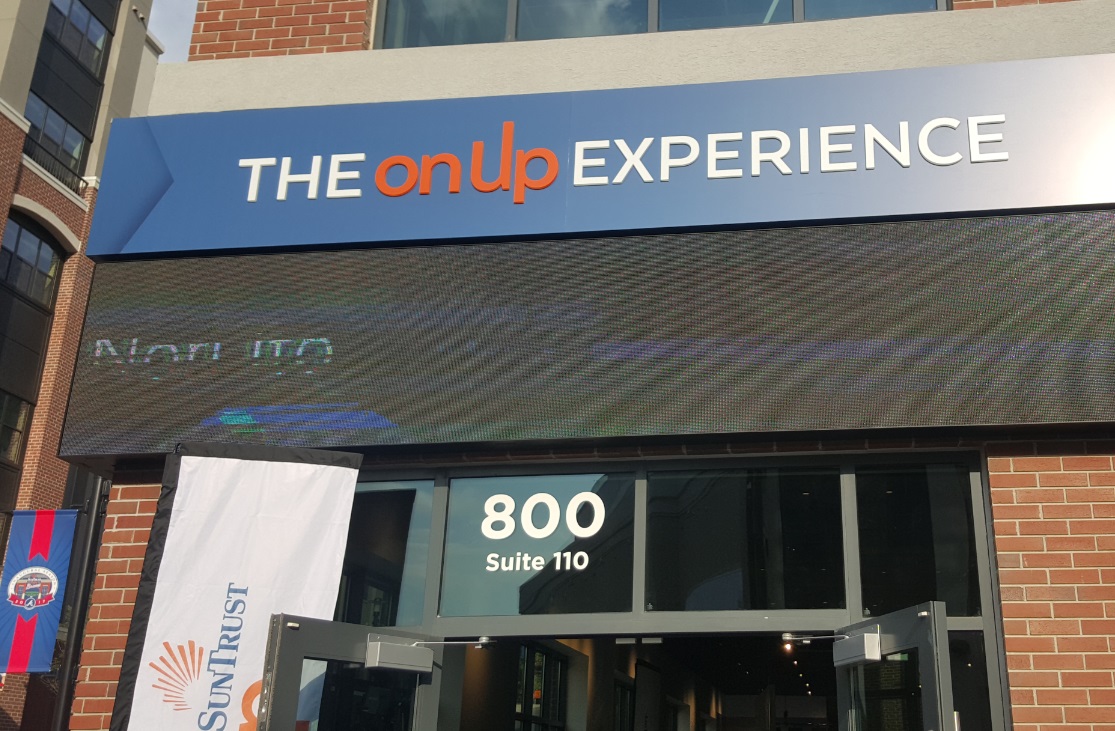 THE onUp EXPERIENCE
800
Suite 110
SUNTRUST